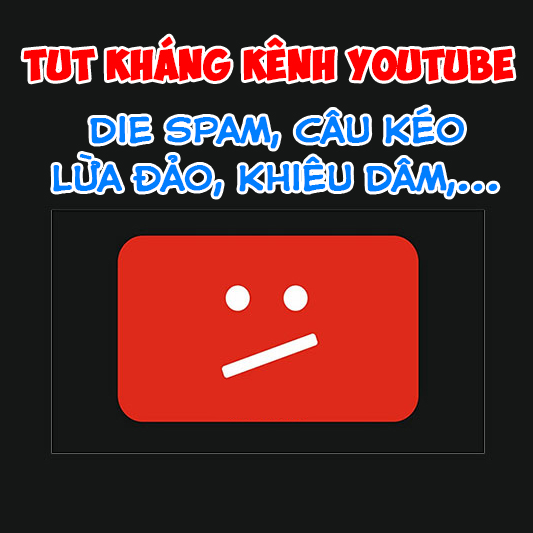 TUT KHÁNG KÊNH YOUTUBE
DIE SPAM, CÂU KÉO
LỪA ĐẢO, KHIÊU DÂM,...